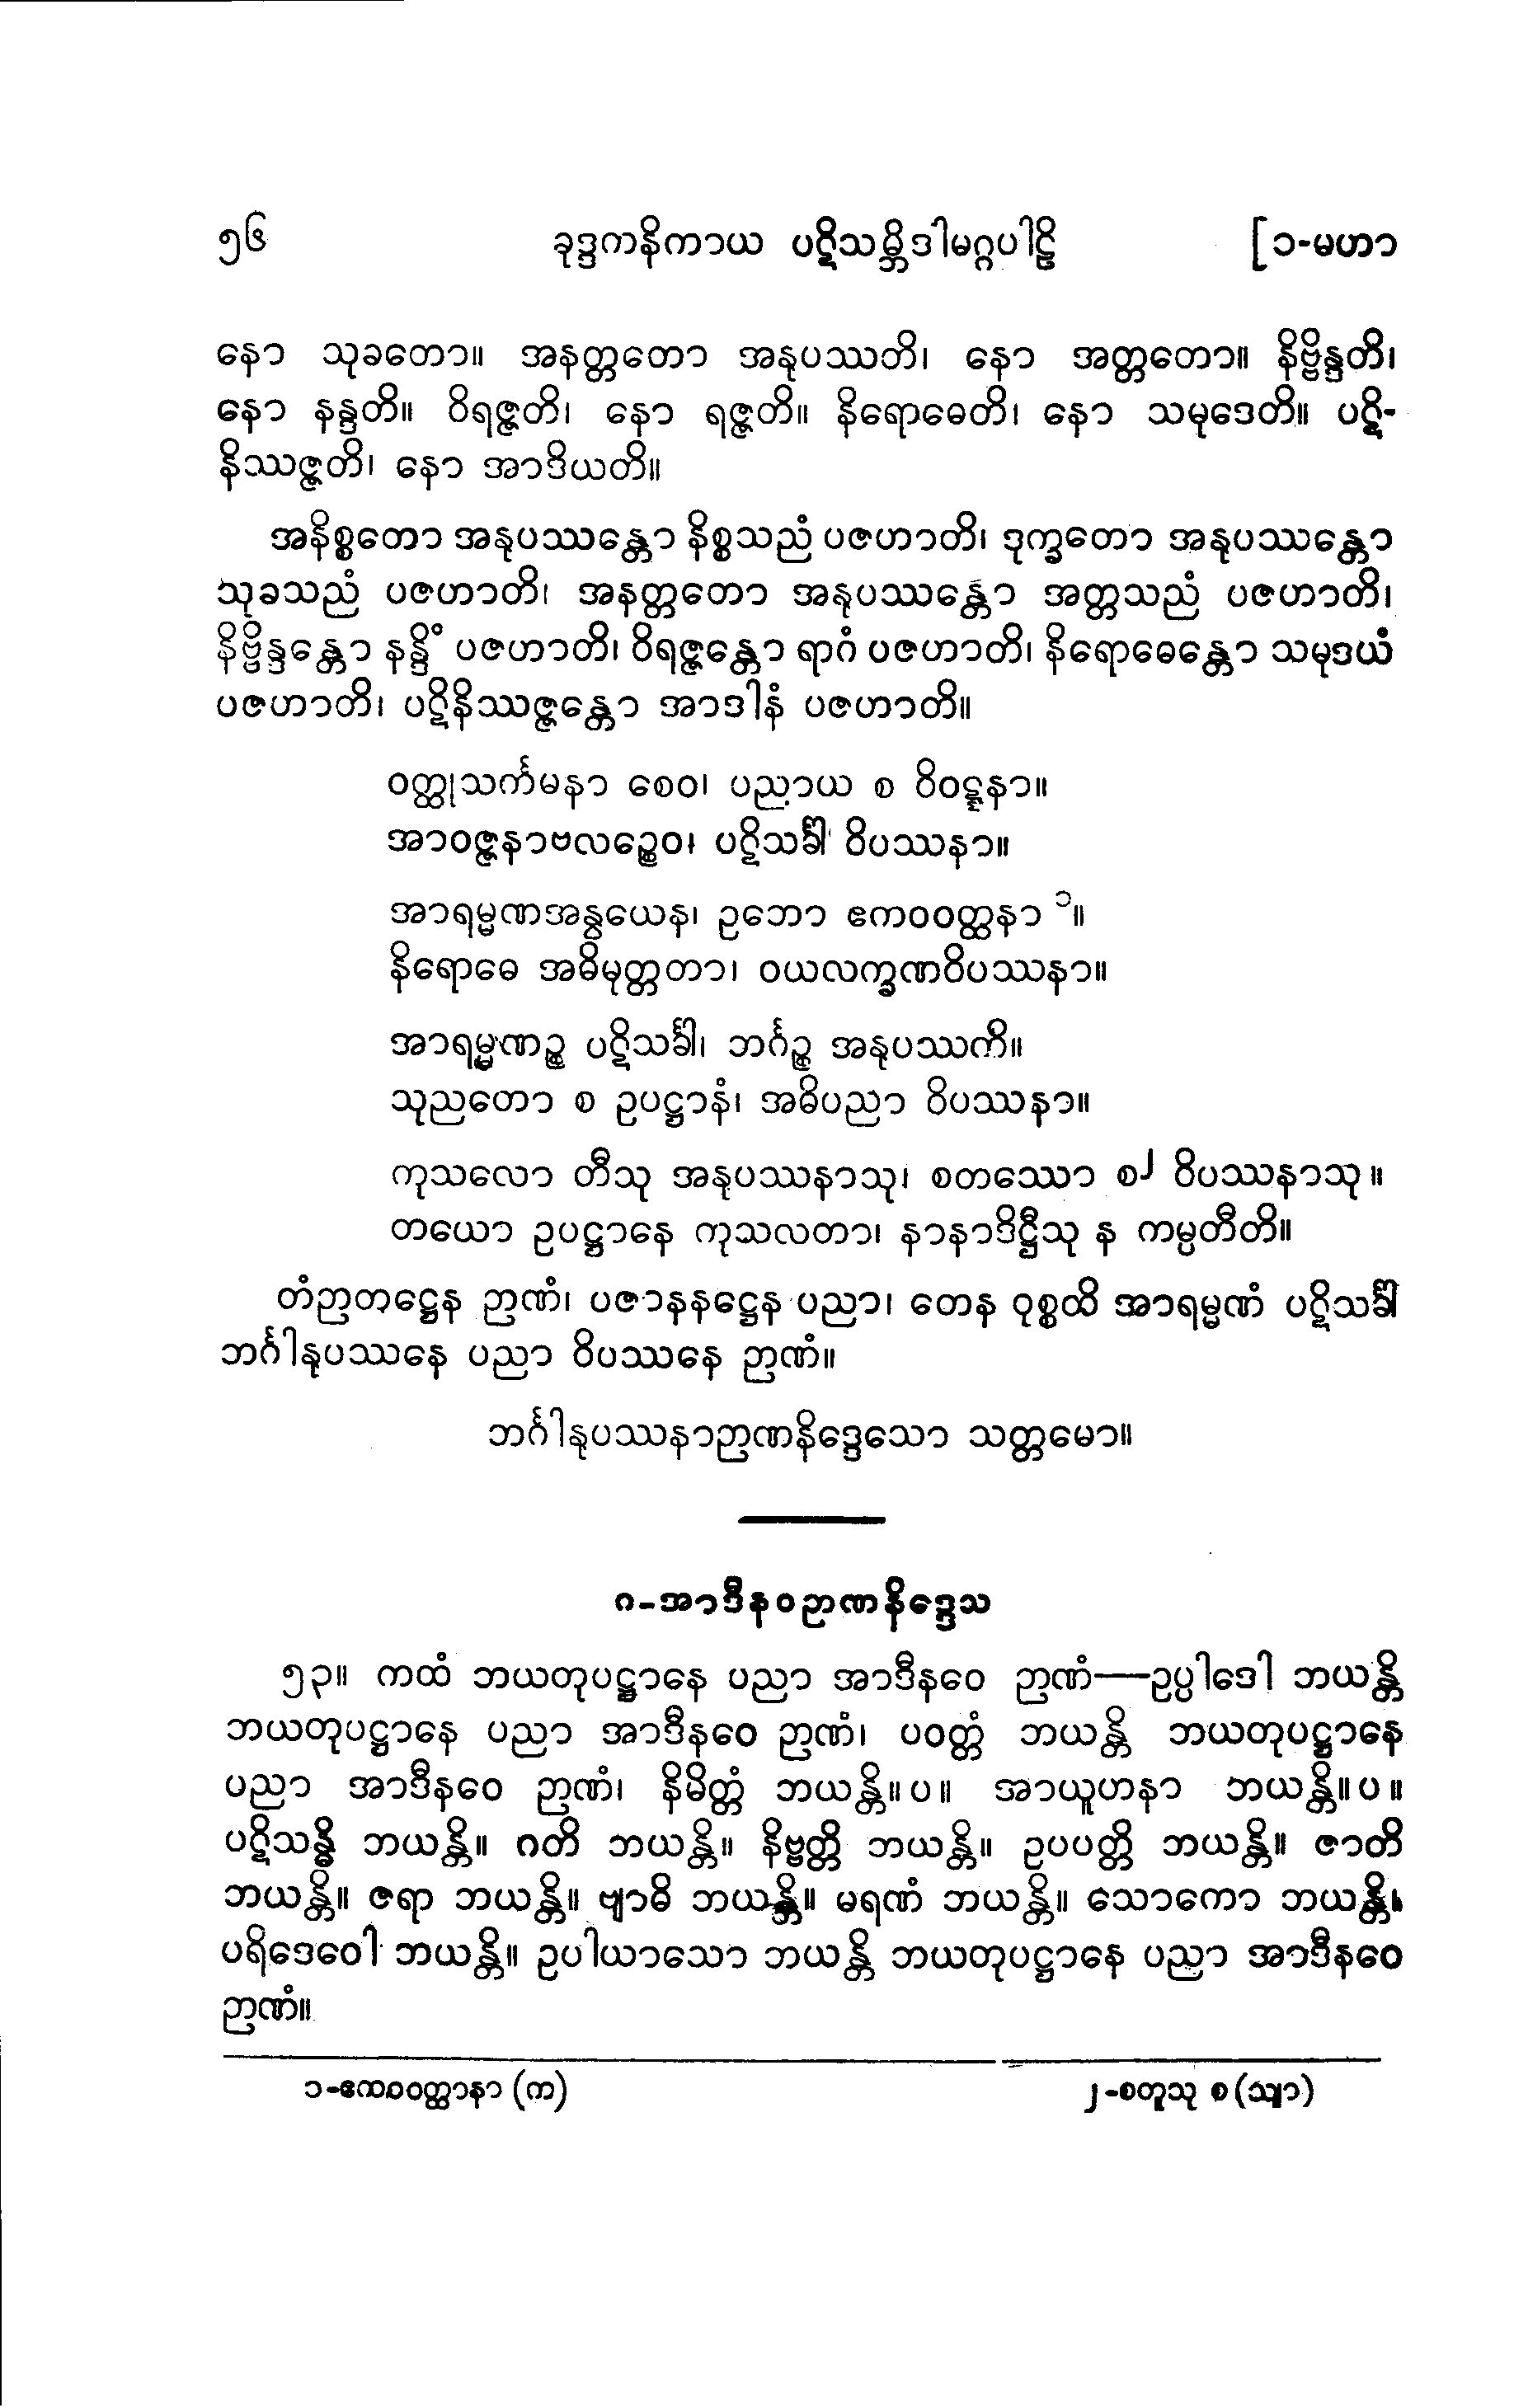 ၅၆ ခုဒ္ဒကနိကာယ ပဋိသမ္ဘိဒါမဂ္ဂပါဠိ [၁-မဟာ
နော သုခတော။ အနတ္တတော အနုပဿတိ၊ နော အတ္တတော။ နိဗ္ဗိန္ဒတိ၊
နော နန္ဒတိ။ ဝိရဇ္ဇတိ၊ နော ရဇ္ဇတိ။ နိရောဓေတိ၊ နော သမုဒေတိ။ ပဋိ-
နိဿဇ္ဇတိ၊ နော အာဒိယတိ။
အနိစ္စတော အနုပဿန္တော နိစ္စသညံ ပဇဟာတိ၊ ဒုက္ခတော အနုပဿန္တော
သုခသညံ ပဇဟာတိ၊ အနတ္တတော အနုပဿန္တော အတ္တသညံ ပဇဟာတိ၊
နိဗ္ဗိန္ဒန္တော နန္ဒိံ ပဇဟာတိ၊ ဝိရဇ္ဇန္တော ရာဂံ ပဇဟာတိ၊ နိရောဓေန္တော သမုဒယံ
ပဇဟာတိ၊ ပဋိနိဿဇ္ဇန္တော အာဒါနံ ပဇဟာတိ။
ဝတ္ထုသင်္ကမနာ စေဝ၊ ပညာယ စ ဝိဝဋ္ဋနာ။
အာဝဇ္ဇနာဗလဉ္စေဝ၊ ပဋိသင်္ခါ ဝိပဿနာ။
အာရမ္မဏအနွယေန၊ ဥဘော ဧကဝဝတ္ထနာ ၁။
နိရောဓေ အဓိမုတ္တတာ၊ ဝယလက္ခဏဝိပဿနာ။
အာရမ္မဏဉ္စ ပဋိသင်္ခါ၊ ဘင်္ဂဉ္စ အနုပဿတိ။
သုညတော စ ဥပဋ္ဌာနံ၊ အဓိပညာ ဝိပဿနာ။
ကုသလော တီသု အနုပဿနာသု၊ စတဿော စ၂ ဝိပဿနာသု။
တယော ဥပဋ္ဌာနေ ကုသလတာ၊ နာနာဒိဋ္ဌီသု န ကမ္ပတီတိ။
တံဉာတဋ္ဌေန ဉာဏံ၊ ပဇာနနဋ္ဌေန ပညာ၊ တေန ဝုစ္စတိ အာရမ္မဏံ ပဋိသင်္ခါ
ဘင်္ဂါနုပဿနေ ပညာ ဝိပဿနေ ဉာဏံ။
ဘင်္ဂါနုပဿနာဉာဏနိဒ္ဒေသော သတ္တမော။
ဂ-အာဒီနဝဉာဏနိဒ္ဒေသ
၅၃။ ကထံ ဘယတုပဋ္ဌာနေ ပညာ အာဒီနဝေ ဉာဏံ—ဥပ္ပါဒေါ ဘယန္တိ
ဘယတုပဋ္ဌာနေ ပညာ အာဒီနဝေ ဉာဏံ၊ ပဝတ္တံ ဘယန္တိ ဘယတုပဋ္ဌာနေ
ပညာ အာဒီနဝေ ဉာဏံ၊ နိမိတ္တံ ဘယန္တိ။ပ။ အာယူဟနာ ဘယန္တိ။ပ။
ပဋိသန္ဓိ ဘယန္တိ။ ဂတိ ဘယန္တိ။ နိဗ္ဗတ္တိ ဘယန္တိ။ ဥပပတ္တိ ဘယန္တိ။ ဇာတိ
ဘယန္တိ။ ဇရာ ဘယန္တိ။ ဗျာဓိ ဘယန္တိ။ မရဏံ ဘယန္တိ။ သောကော ဘယန္တိ။
ပရိဒေဝေါ ဘယန္တိ။ ဥပါယာသော ဘယန္တိ ဘယတုပဋ္ဌာနေ ပညာ အာဒီနဝေ
ဉာဏံ။
၁-ဧကဝဝတ္ထာနာ (က) ၂-စတူသု စ (သျာ)